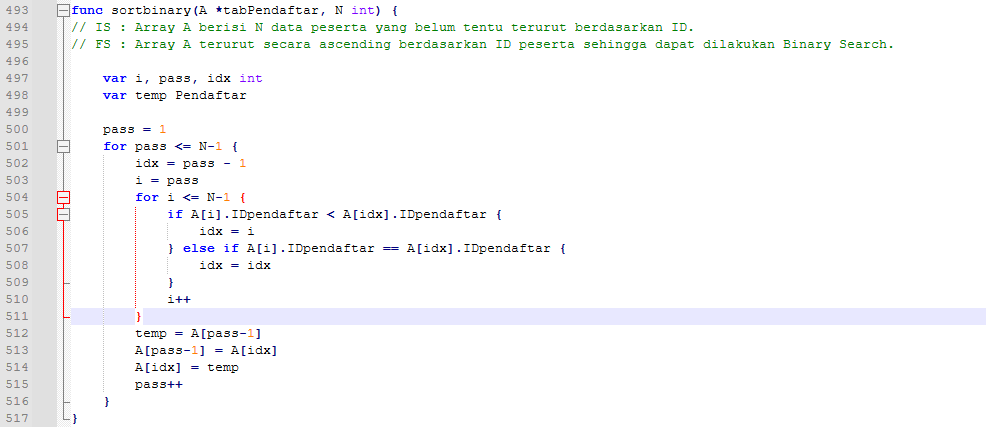 493 func sortbinary(A *tabPendaftar, N int) {
494 // IS : Array A berisi N data peserta yang belum tentu terurut berdasarkan ID.
495 // FS : Array A terurut secara ascending berdasarkan ID peserta sehingga dapat dilakukan Binary Search.
496
497     var i, pass, idx int
498     var temp Pendaftar
499
500     pass = 1
501     for pass <= N-1 {
502         idx = pass - 1
503         i = pass
504         for i <= N-1 {
505             if A[i].IDpendaftar < A[idx].IDpendaftar {
506                 idx = i
507             } else if A[i].IDpendaftar == A[idx].IDpendaftar {
508                 idx = idx
509             }
510             i++
511         }
512         temp = A[pass-1]
513         A[pass-1] = A[idx]
514         A[idx] = temp
515         pass++
516     }
517 }